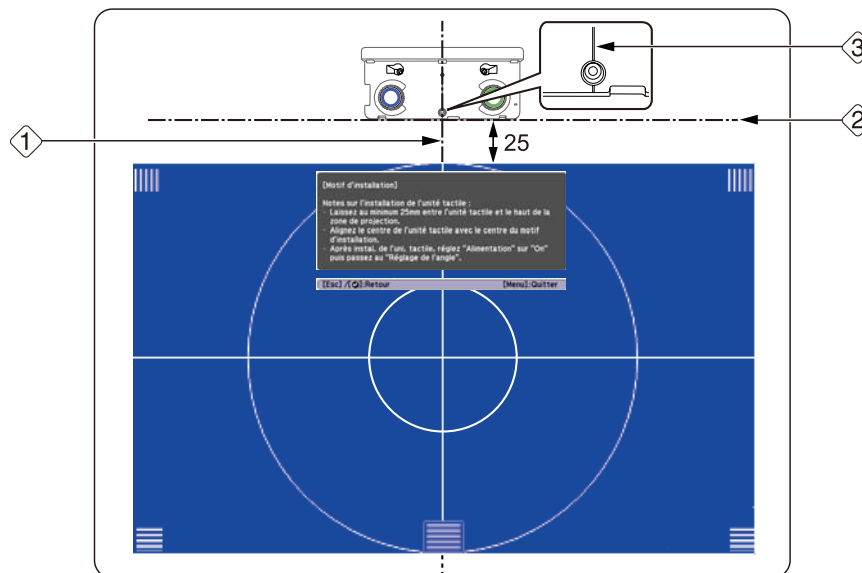 3
2
1
25
[Motif d'installation]
Notes sur l'installation de l'unité tactile :
· Laissez au minimum 25mm entre l'unité tactile et le haut de la
zone de projection.
· Alignez le centre de l'unité tactile avec le centre du motif
d'installation.
· Après instal. de l'uni. tactile, réglez "Alimentation" sur "On"
puis passez au "Réglage de l'angle".
[Esc] /[ ]:Retour [Menu]:Quitter